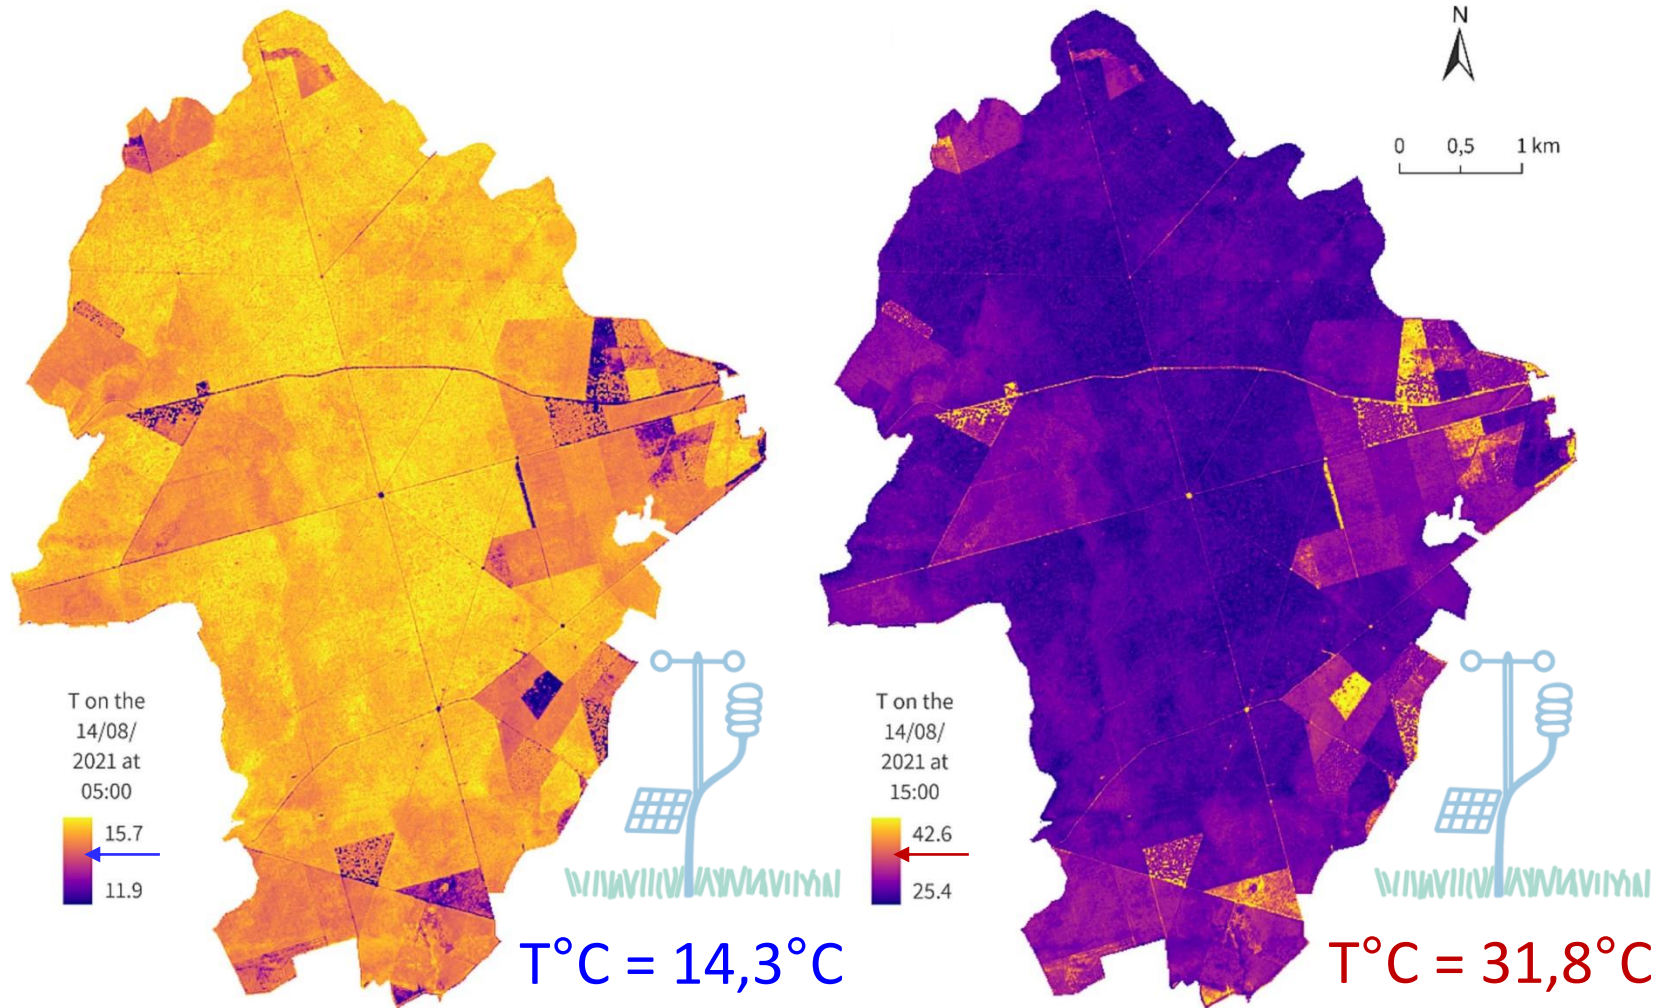 N
0 0,5 1 km
T on the
14/08/
2021 at
05:00
15.7
11.9
T on the
14/08/
2021 at
15:00
42.6
25.4
T°C = 14,3°C
T°C = 31,8°C